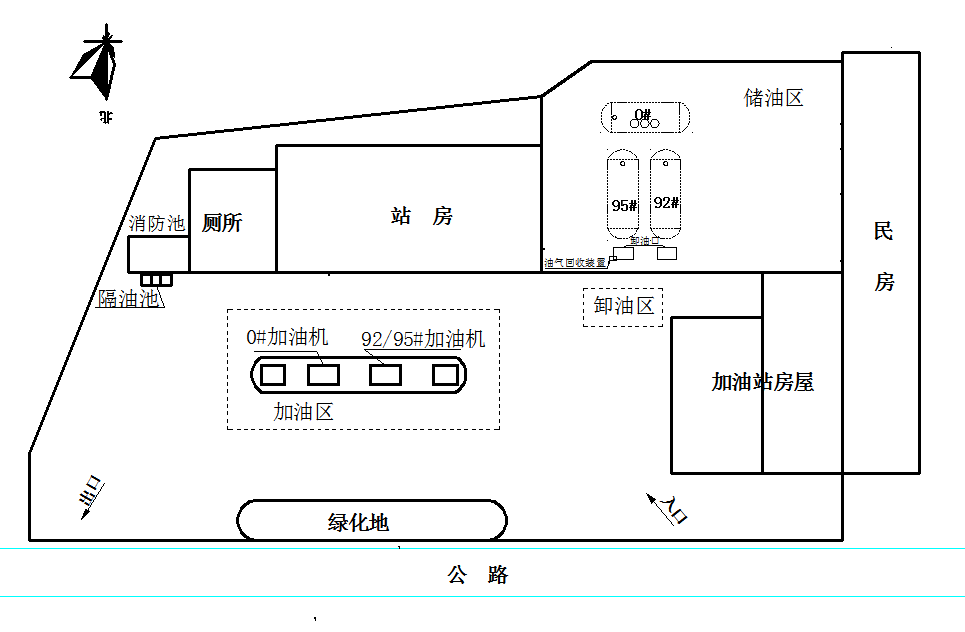 北
储油区
0#
95#
92#
卸油口
油气回收装置
消防池
厕所
站 房
民
房
隔油池
卸油区
0#加油机
92/95#加油机
加油区
加油站房屋
出口
入口
绿化地
公 路